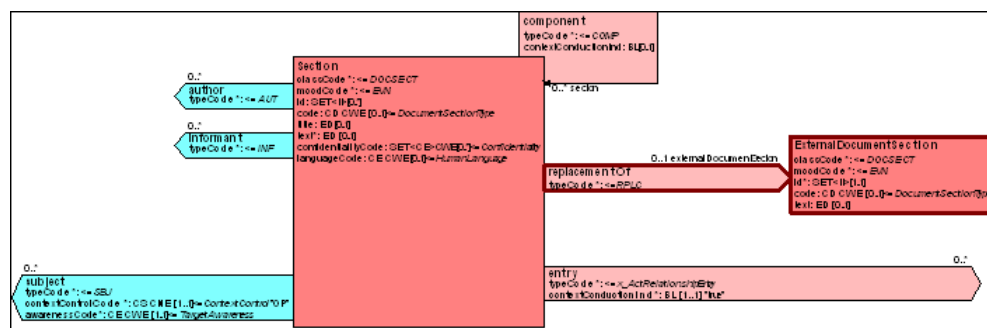 component
typeCode*: <= COMP
contextConductionInd: BL[0..1]
0..* section
Section
classCode*: <= DOCSECT
moodCode*: <= EVN
id: SET<II>[0..*]
code: CD CWE [0..1]<= DocumentSectionType
title: ED[0..1]
text*: ED [0..1]
confidentialityCode: SET<CE>CWE[0..*]<= Confidentiality
languageCode: CE CWE [0..1]<= HumanLanguage
0..*
author
typeCode*: <= AUT
0..*
informant
typeCode*: <= INF
0..1 externalDocumentSection
replacementOf
typeCode*: <= RPLC
ExternalDocumentSection
classCode*: <= DOCSECT
moodCode*: <= EVN
id*: SET<II>[1..1]
code: CD CWE [0..1]<= DocumentSectionType
text: ED [0..1]
0..*
subject
typeCode*: <= SBJ
contextControlCode*: CS CNE [1..1]<= ContextControl "OP"
awarenessCode*: CE CWE [1..1]<= TargetAwareness
0..*
entry
typeCode*: <= x_ActRelationshipEntry
contextConductionInd*: BL [1..1] "true"